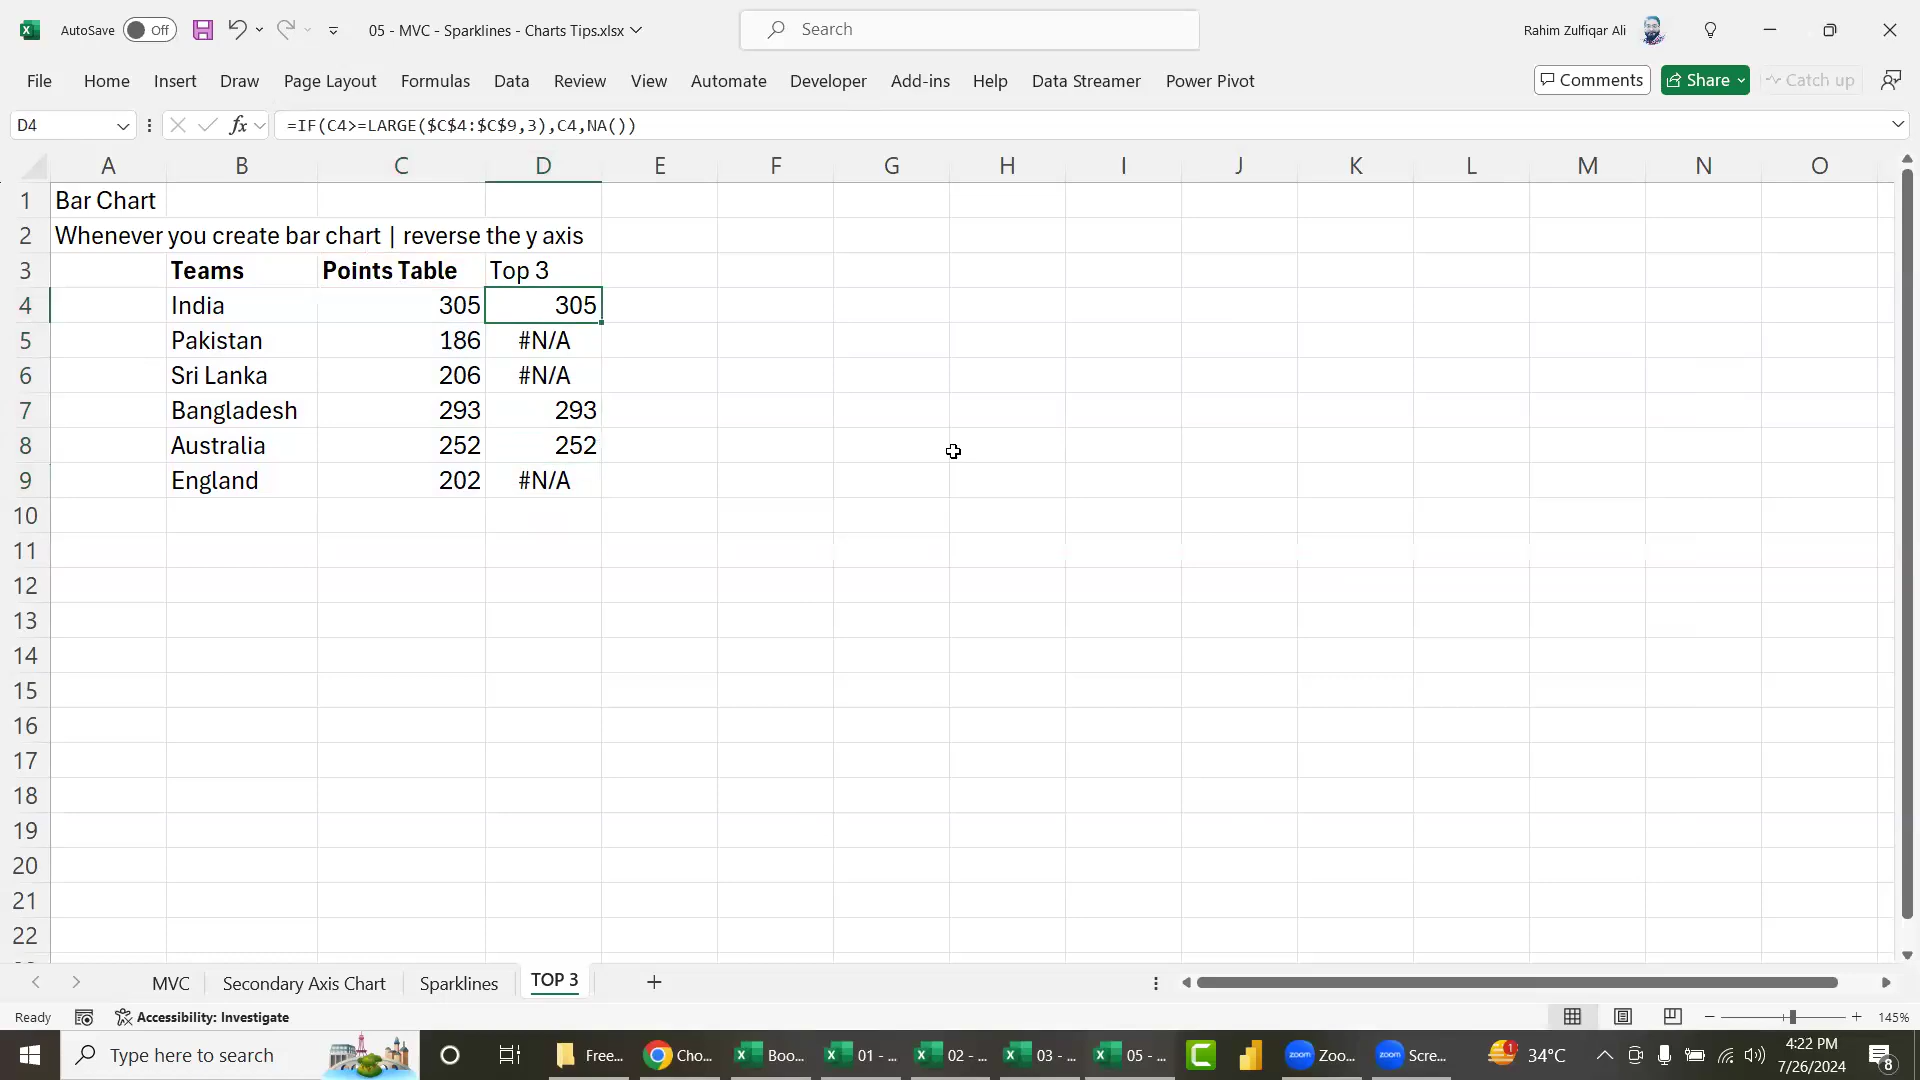 AutoSave Off 05 - MVC - Sparklines - Charts Tips.xlsx Search Rahim Zulfiqar Ali
File Home Insert Draw Page Layout Formulas Data Review View Automate Developer Add-ins Help Data Streamer Power Pivot Comments Share Catch up
D4 fx =IF(C4>=LARGE($C$4:$C$9,3),C4,NA())
A B C D E F G H I J K L M N O
1 Bar Chart
2 Whenever you create bar chart | reverse the y axis
3 Teams Points Table Top 3
4 India 305 305
5 Pakistan 186 #N/A
6 Sri Lanka 206 #N/A
7 Bangladesh 293 293
8 Australia 252 252
9 England 202 #N/A
10
11
12
13
14
15
16
17
18
19
20
21
22
MVC Secondary Axis Chart Sparklines TOP 3
Ready Accessibility: Investigate 145%
Type here to search Free... Cho... Boo... 01 - ... 02 - ... 03 - ... 05 - ... zoom Zoo... zoom Scre... 1 34°C 4:22 PM
7/26/2024 8